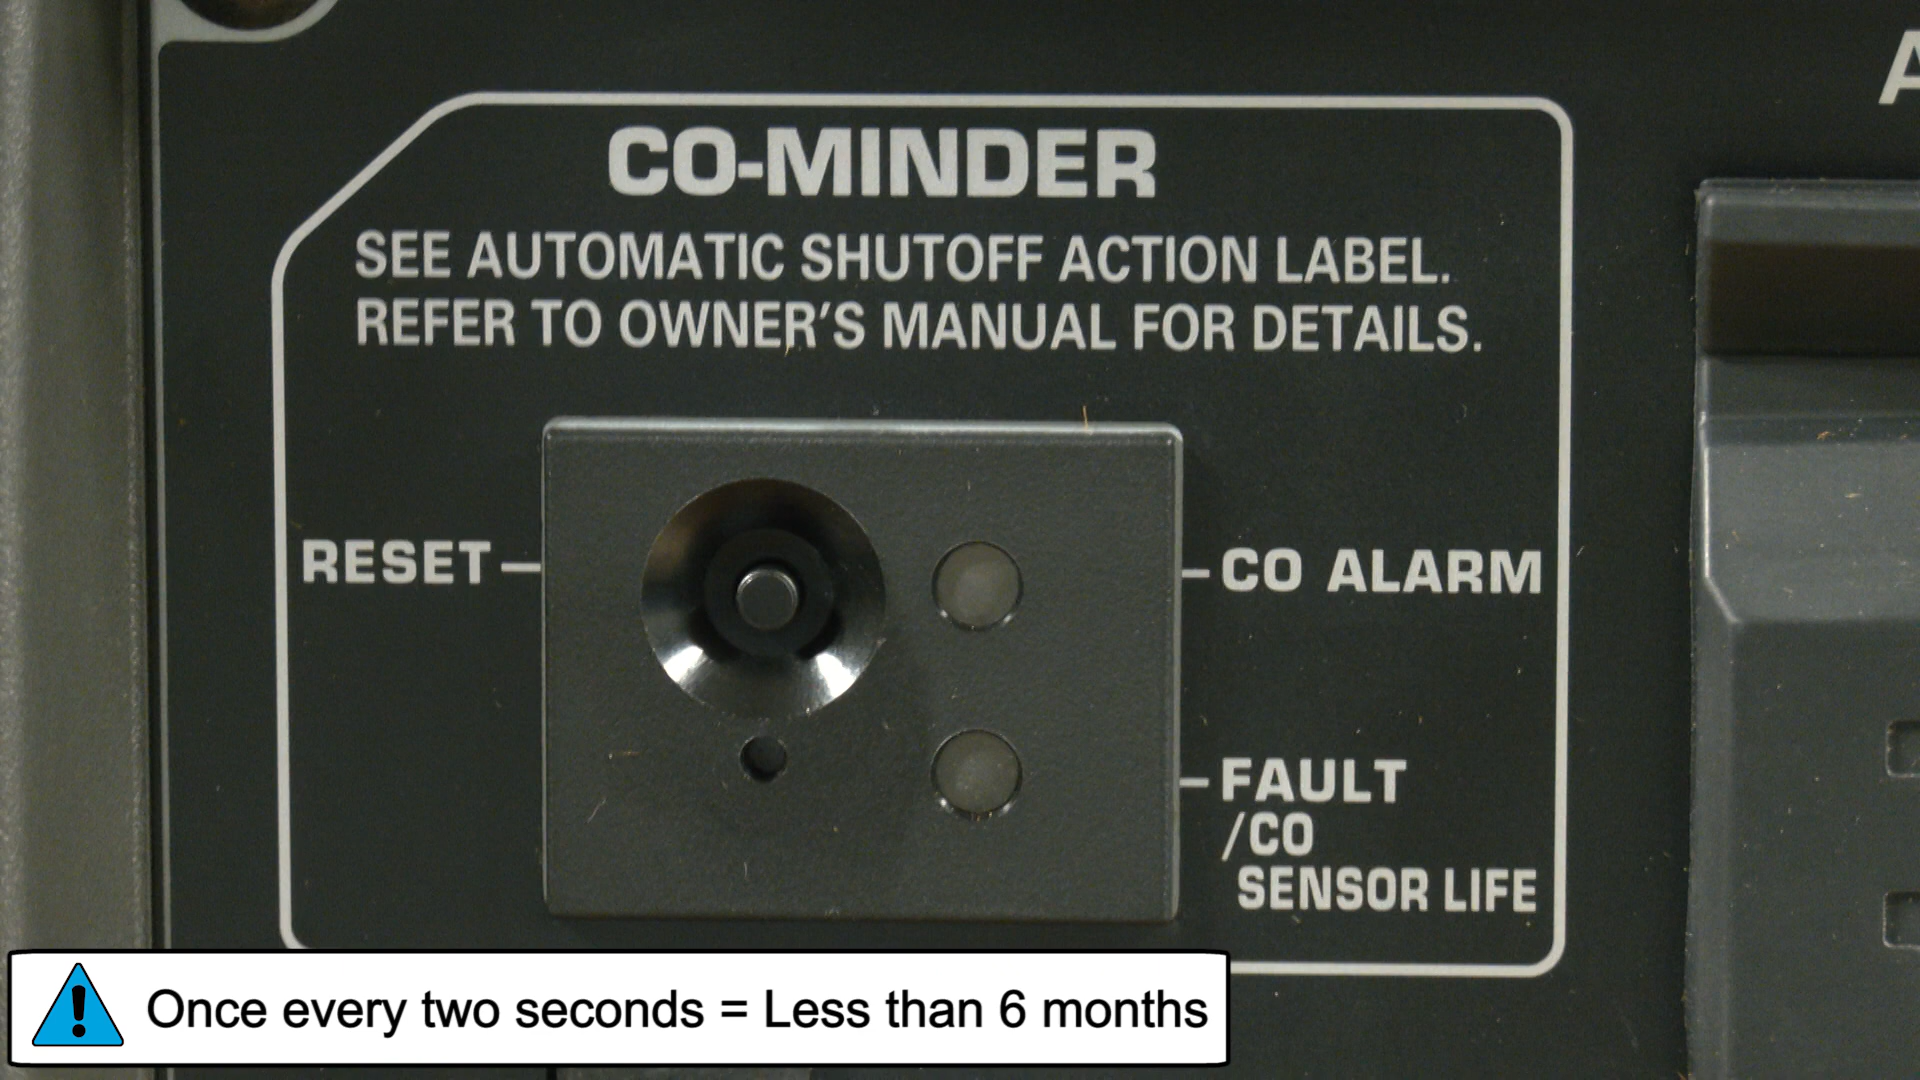 A
CO-MINDER
SEE AUTOMATIC SHUTOFF ACTION LABEL.
REFER TO OWNER'S MANUAL FOR DETAILS.
RESET
CO ALARM
FAULT
/CO
SENSOR LIFE
Once every two seconds = Less than 6 months